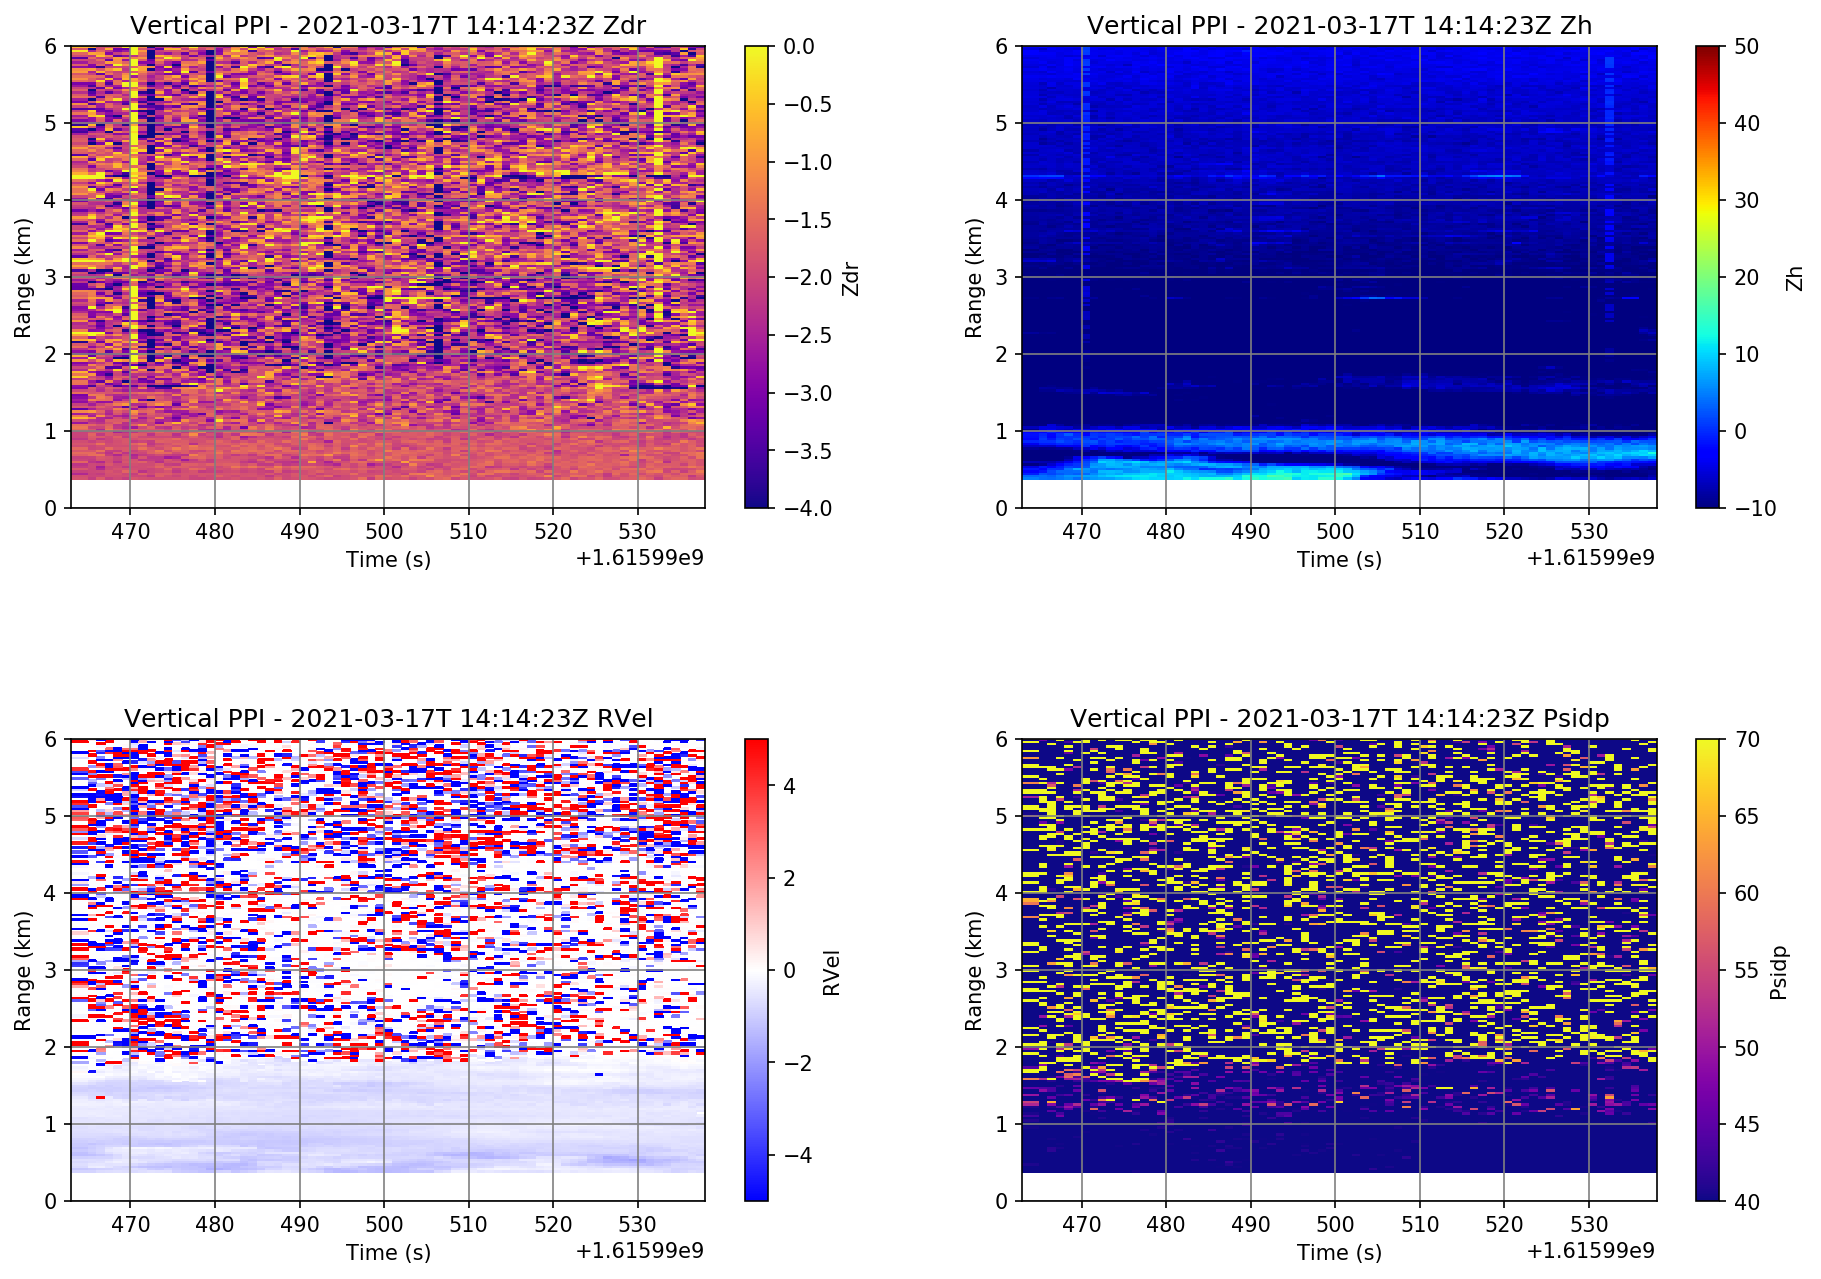 Vertical PPI - 2021-03-17T 14:14:23Z Zdr
6
5
4
3
2
1
0
Range (km)
470 480 490 500 510 520 530
Time (s)
+1.61599e9
0.0
−0.5
−1.0
−1.5
−2.0
−2.5
−3.0
−3.5
−4.0
Zdr
Vertical PPI - 2021-03-17T 14:14:23Z Zh
6
5
4
3
2
1
0
Range (km)
470 480 490 500 510 520 530
Time (s)
+1.61599e9
50
40
30
20
10
0
−10
Zh
Vertical PPI - 2021-03-17T 14:14:23Z RVel
6
5
4
3
2
1
0
Range (km)
470 480 490 500 510 520 530
Time (s)
+1.61599e9
4
2
0
−2
−4
RVel
Vertical PPI - 2021-03-17T 14:14:23Z Psidp
6
5
4
3
2
1
0
Range (km)
470 480 490 500 510 520 530
Time (s)
+1.61599e9
70
65
60
55
50
45
40
Psidp